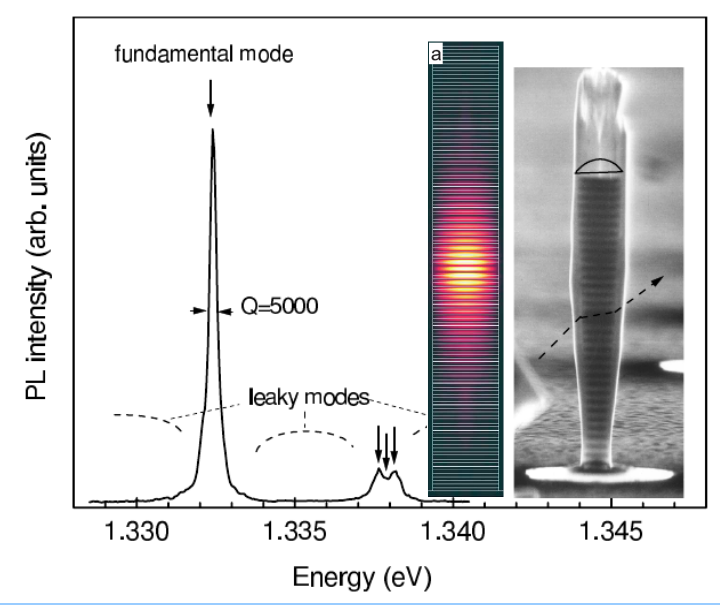 fundamental mode
a
Q=5000
leaky modes
PL intensity (arb. units)
1.330 1.335 1.340 1.345
Energy (eV)